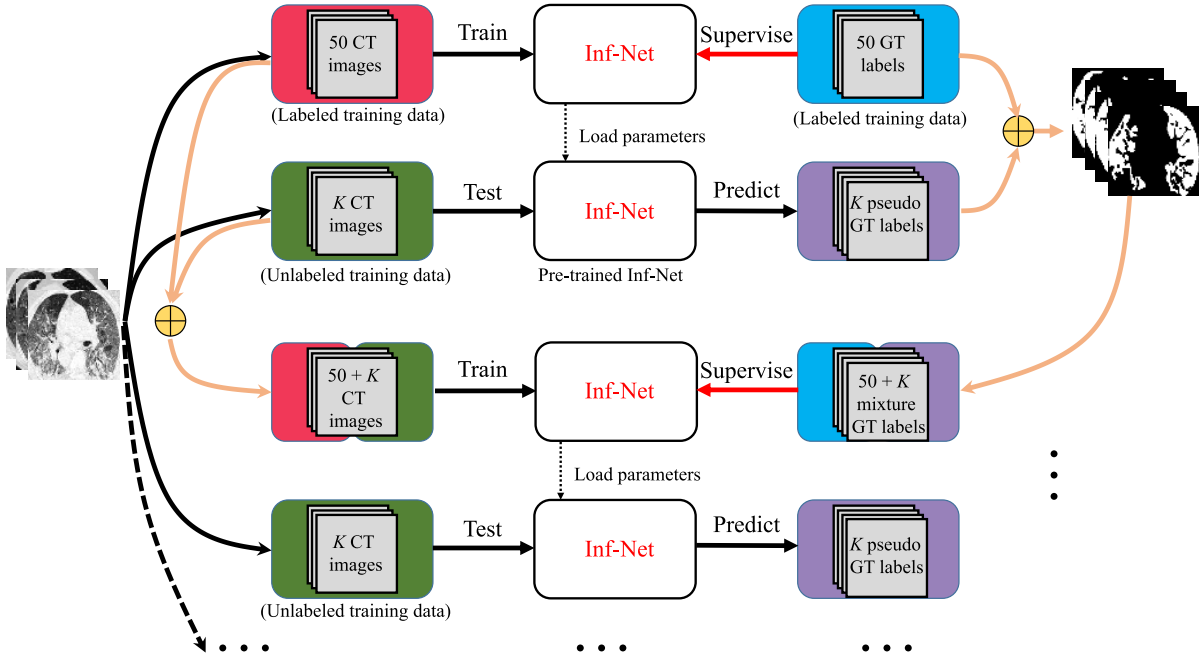 50 CT
images
Train
Inf-Net
Supervise
50 GT
labels
(Labeled training data)
(Labeled training data)
Load parameters
K CT
images
Test
Inf-Net
Predict
K pseudo
GT labels
(Unlabeled training data)
Pre-trained Inf-Net
50 + K
CT
images
Train
Inf-Net
Supervise
50 + K
mixture
GT labels
Load parameters
K CT
images
Test
Inf-Net
Predict
K pseudo
GT labels
(Unlabeled training data)